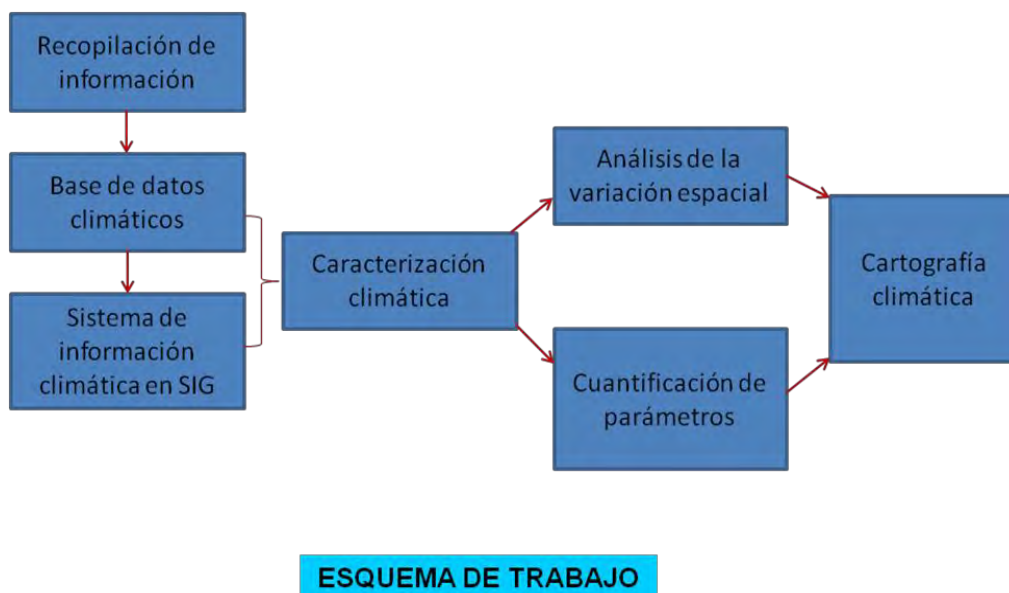 Recopilación de
información
Base de datos
climáticos
Sistema de
información
climática en SIG
Caracterización
climática
Análisis de la
variación espacial
Cuantificación de
parámetros
Cartografía
climática
ESQUEMA DE TRABAJO